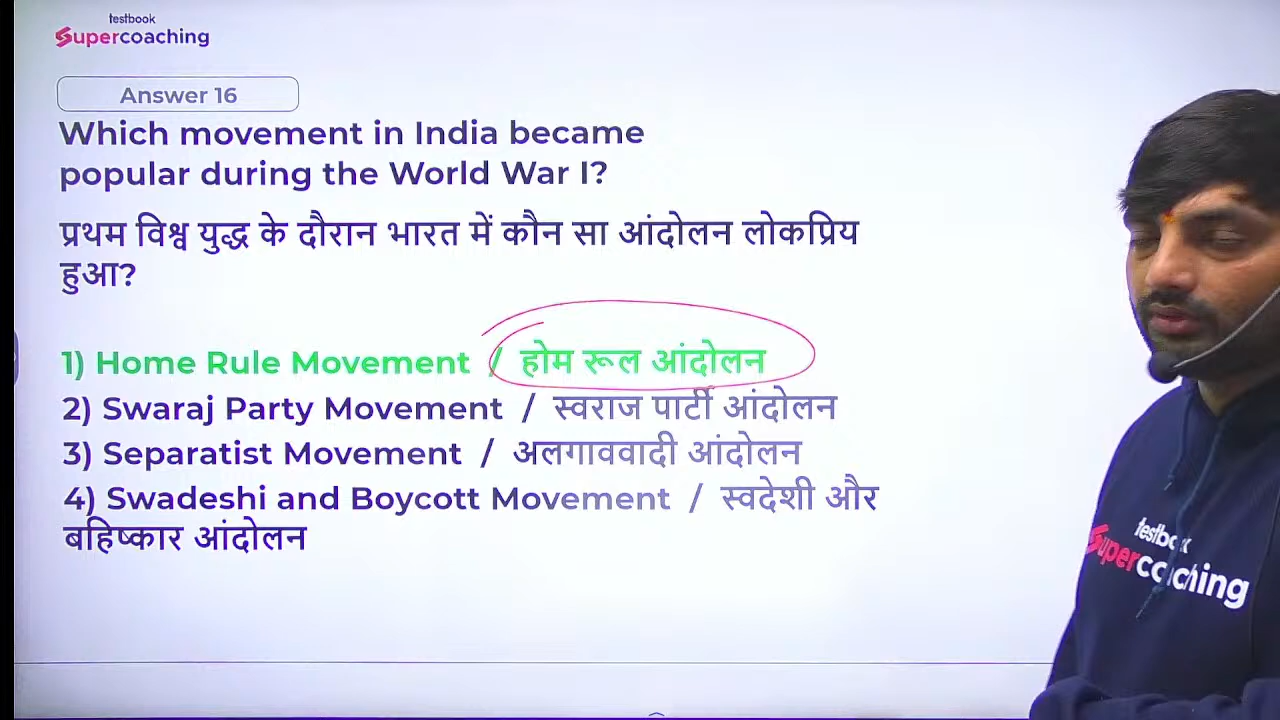 testbook
Supercoaching
Answer 16
Which movement in India became
popular during the World War I?
प्रथम विश्व युद्ध के दौरान भारत में कौन सा आंदोलन लोकप्रिय
हुआ?
1) Home Rule Movement / होम रूल आंदोलन
2) Swaraj Party Movement / स्वराज पार्टी आंदोलन
3) Separatist Movement / अलगाववादी आंदोलन
4) Swadeshi and Boycott Movement / स्वदेशी और
बहिष्कार आंदोलन
testbook
Supercoaching